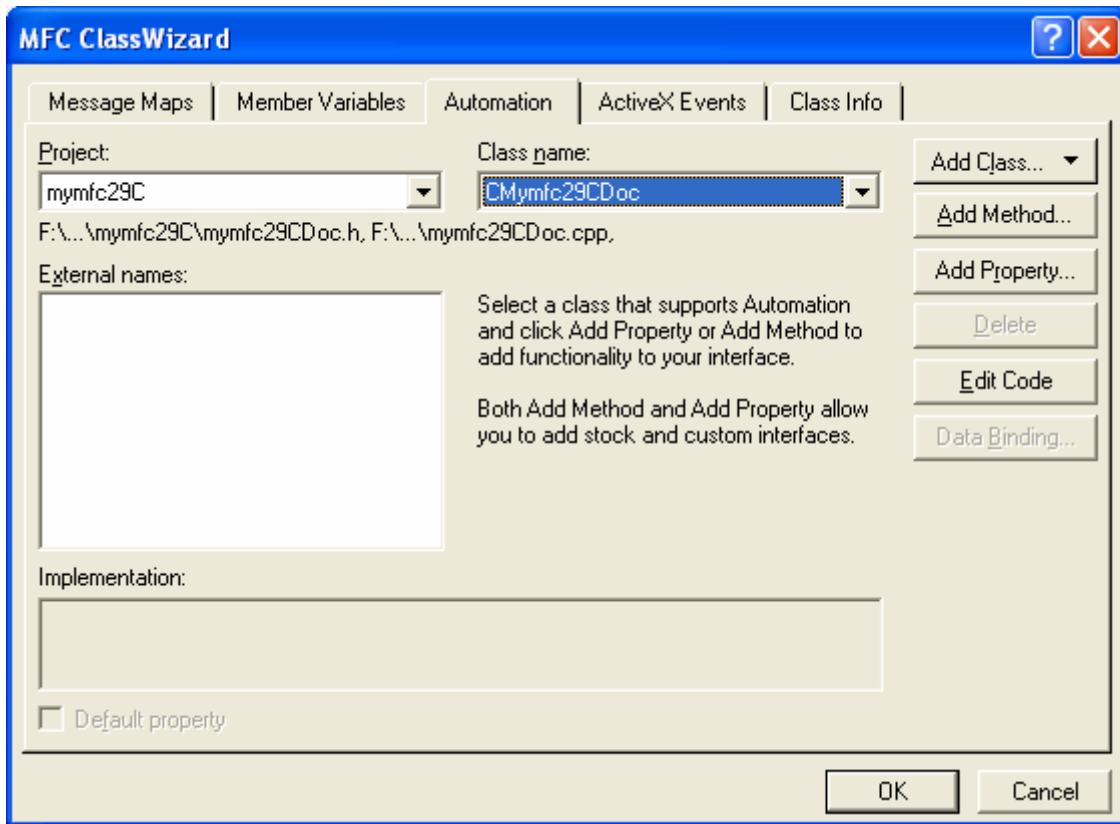 MFC ClassWizard
Message Maps Member Variables Automation ActiveX Events Class Info
Project: Class name:
mymfc29C CMymfc29CDoc
F:\...\mymfc29C\mymfc29CDoc.h, F:\...\mymfc29CDoc.cpp,
External names:
Select a class that supports Automation
and click Add Property or Add Method to
add functionality to your interface.
Both Add Method and Add Property allow
you to add stock and custom interfaces.
Add Class...
Add Method...
Add Property...
Delete
Edit Code
Data Binding...
Implementation:
Default property
OK Cancel